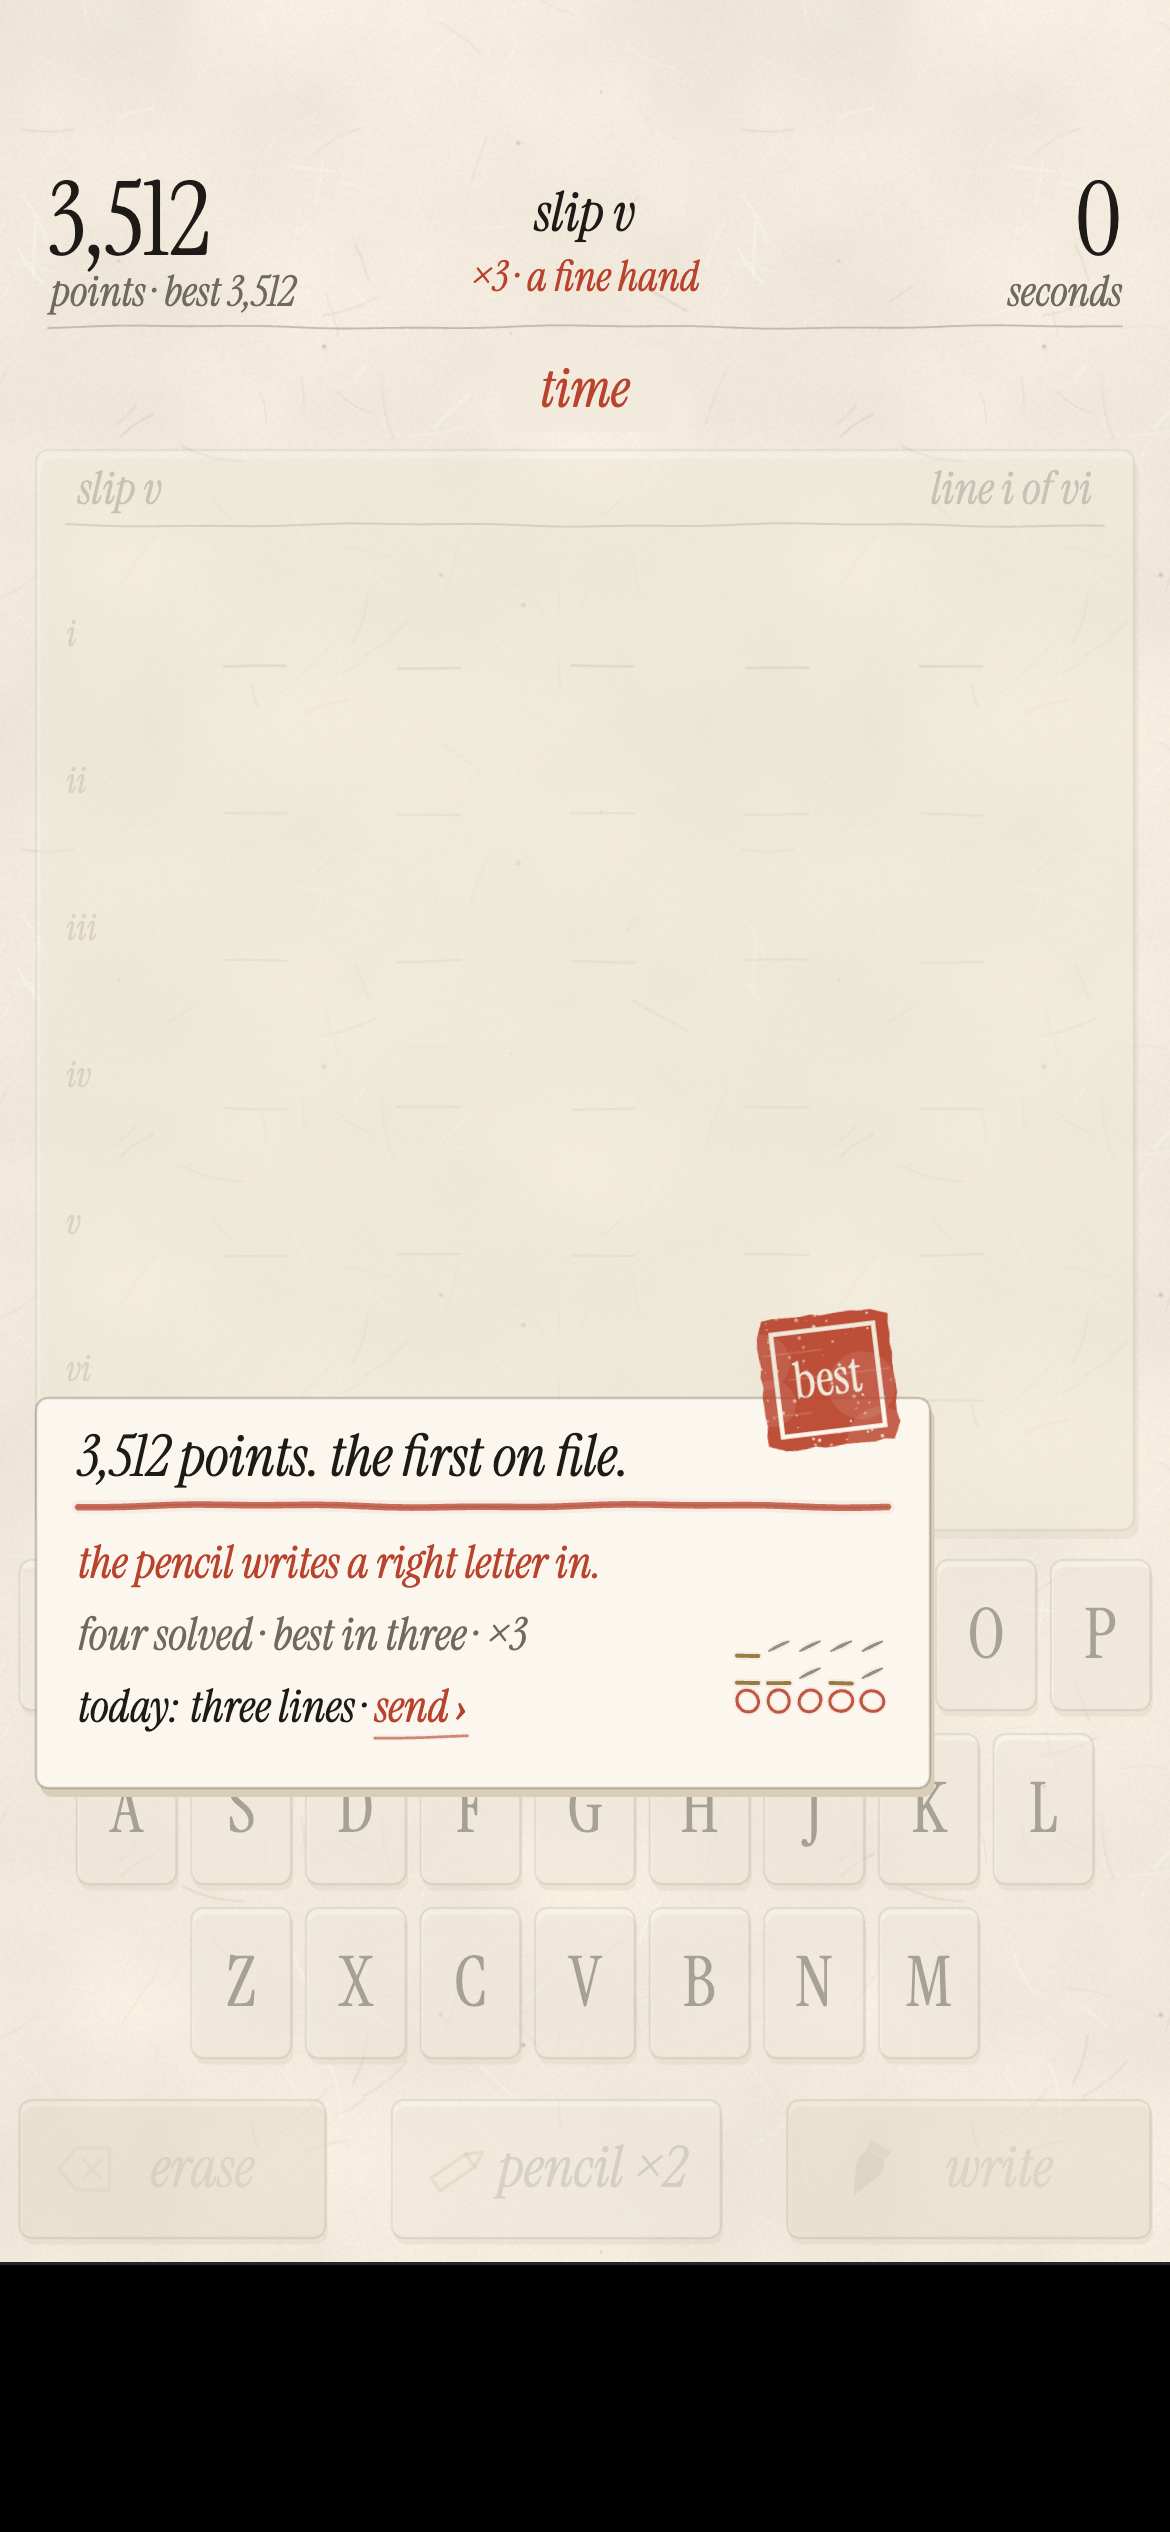 3,512
slip v
0
points · best 3,512
×3 · a fine hand
seconds
time
slip v
line i of vi
i
ii
iii
iv
v
vi
best
3,512 points. the first on file.
the pencil writes a right letter in.
four solved · best in three · ×3
today: three lines · send ›
O P
A S D F G H J K L
Z X C V B N M
erase
pencil ×2
write